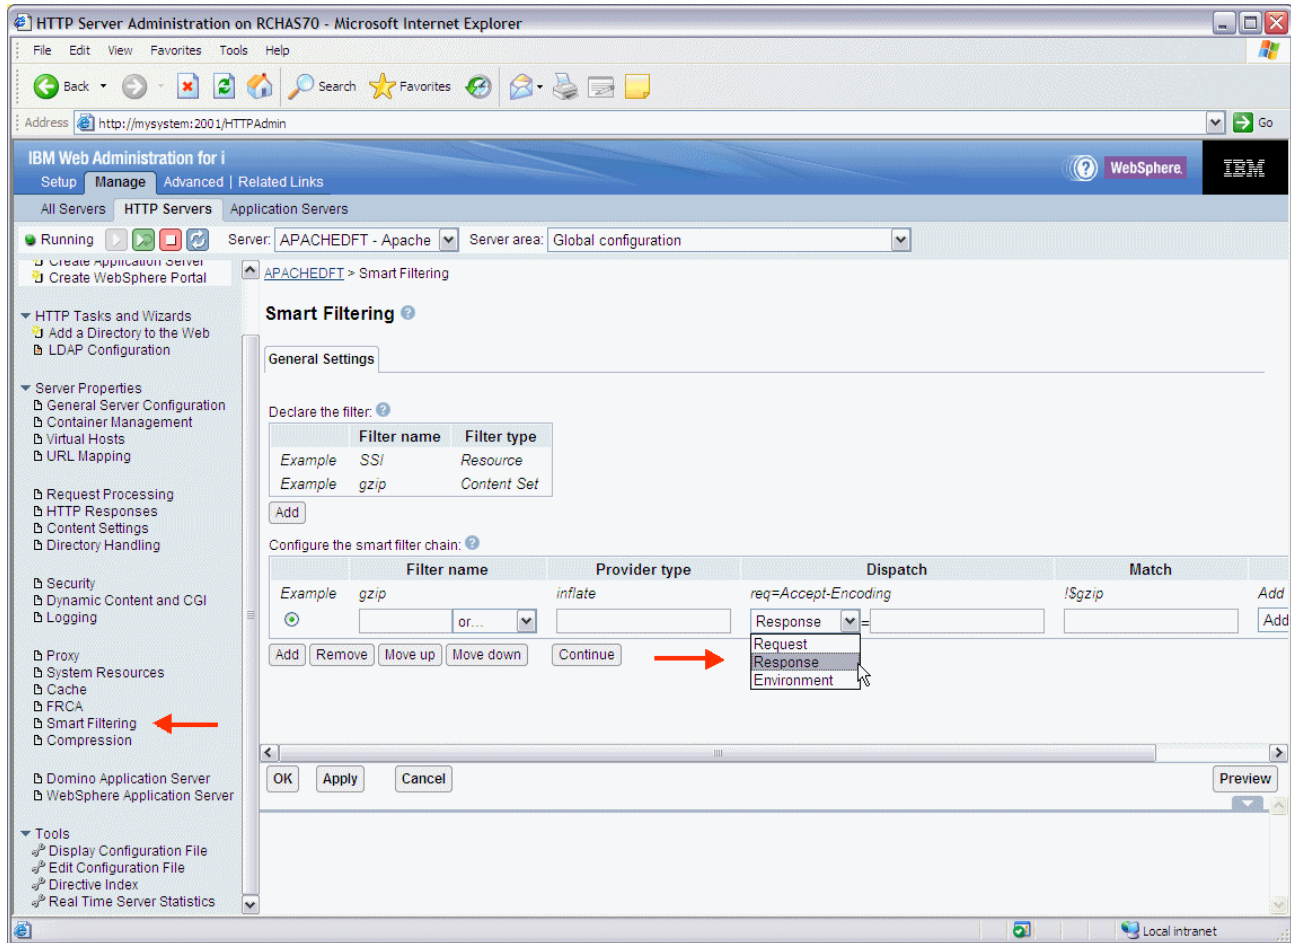 HTTP Server Administration on RCHAS70 - Microsoft Internet Explorer
File Edit View Favorites Tools Help
Back Search Favorites
Address http://mysystem:2001/HTTPAdmin Go
IBM Web Administration for i
WebSphere. IBM
Setup Manage Advanced | Related Links
All Servers HTTP Servers Application Servers
Running Server: APACHEDFT - Apache Server area: Global configuration
Create Application Server
Create WebSphere Portal
HTTP Tasks and Wizards
Add a Directory to the Web
LDAP Configuration
Server Properties
General Server Configuration
Container Management
Virtual Hosts
URL Mapping
Request Processing
HTTP Responses
Content Settings
Directory Handling
Security
Dynamic Content and CGI
Logging
Proxy
System Resources
Cache
FRCA
Smart Filtering
Compression
Domino Application Server
WebSphere Application Server
Tools
Display Configuration File
Edit Configuration File
Directive Index
Real Time Server Statistics
APACHEDFT > Smart Filtering
Smart Filtering
General Settings
Declare the filter:
Filter name Filter type
Example SSI Resource
Example gzip Content Set
Add
Configure the smart filter chain:
Filter name Provider type Dispatch Match
Example gzip inflate req=Accept-Encoding !$gzip Add
or... Response = Add
Add Remove Move up Move down Continue
Request
Response
Environment
OK Apply Cancel Preview
Local intranet